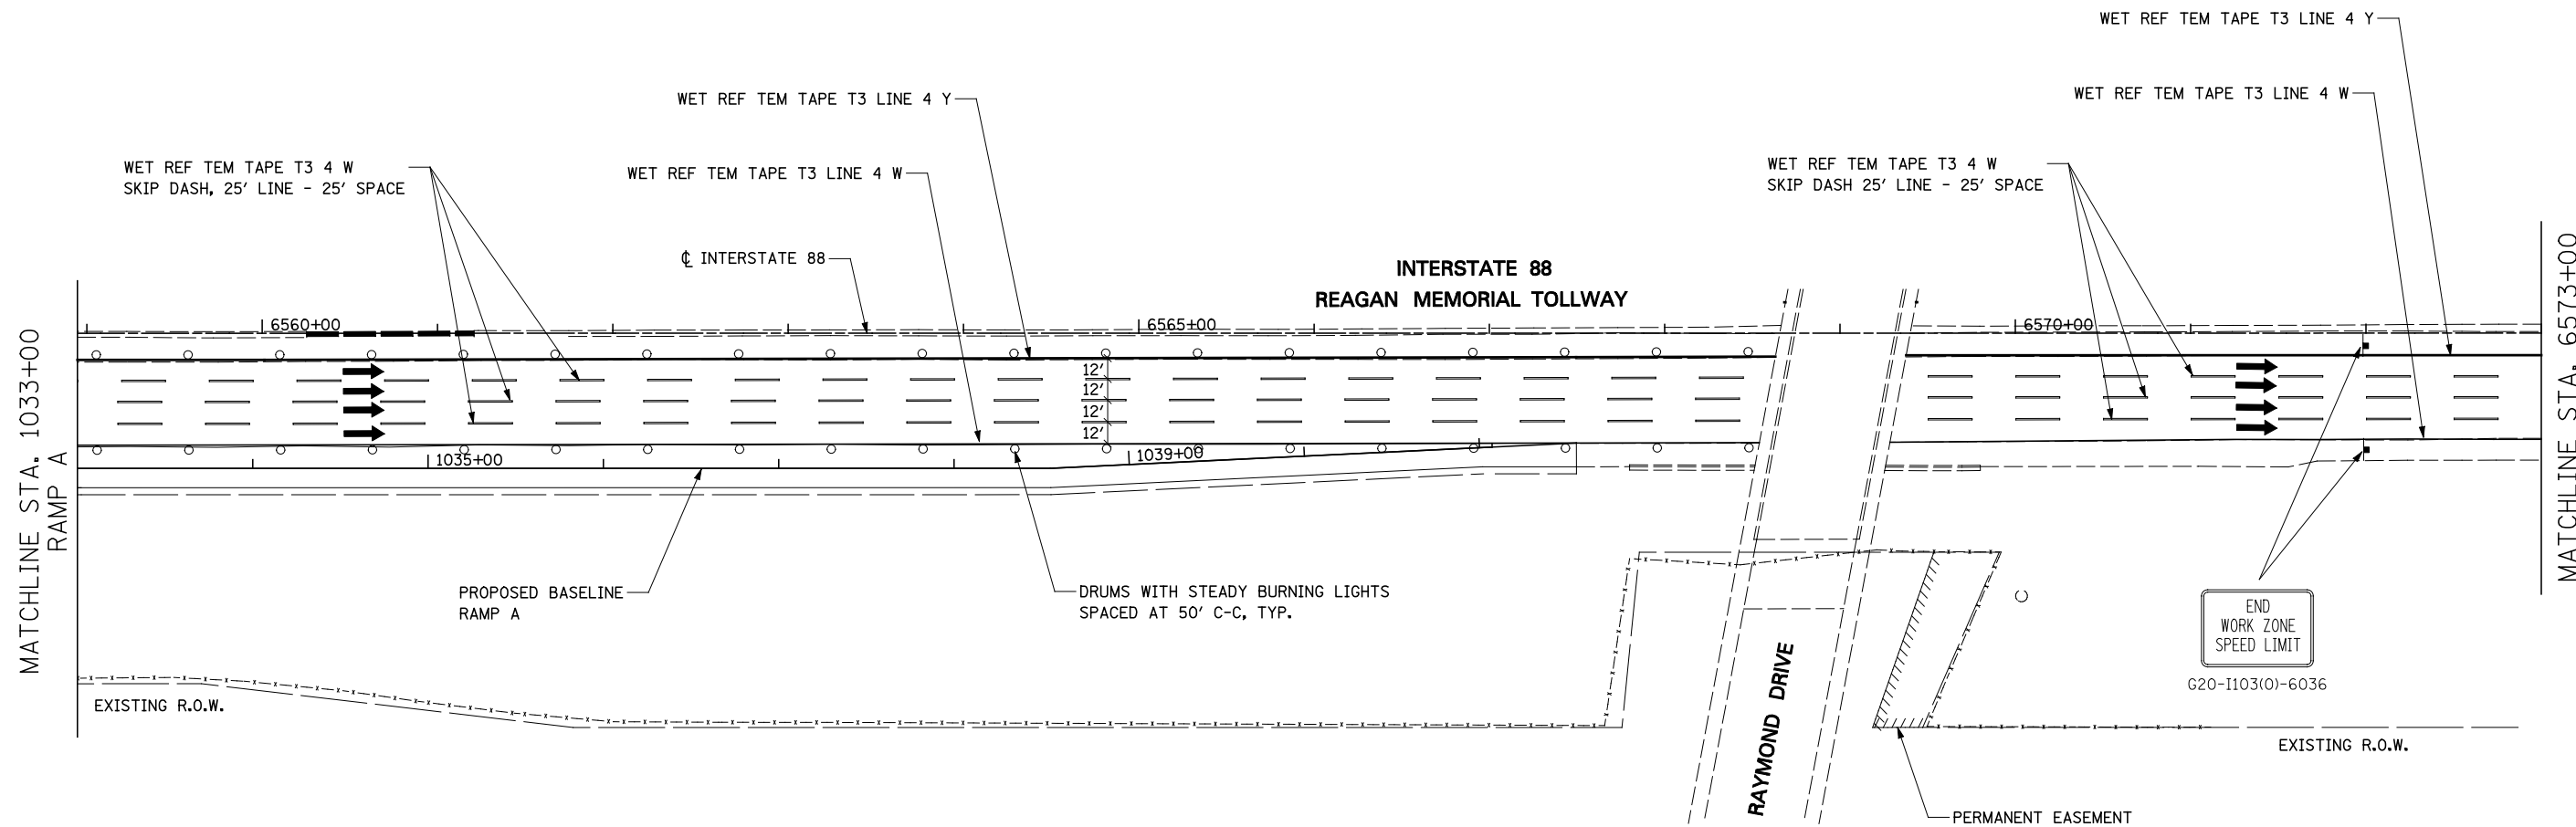 WET REF TEM TAPE T3 LINE 4 Y
WET REF TEM TAPE T3 LINE 4 W
WET REF TEM TAPE T3 LINE 4 Y
WET REF TEM TAPE T3 LINE 4 W
WET REF TEM TAPE T3 4 W
SKIP DASH, 25' LINE - 25' SPACE
WET REF TEM TAPE T3 4 W
SKIP DASH 25' LINE - 25' SPACE
℄ INTERSTATE 88
INTERSTATE 88
REAGAN MEMORIAL TOLLWAY
6560+00
6565+00
6570+00
12'
12'
12'
12'
1035+00
1039+00
MATCHLINE STA. 1033+00
RAMP A
MATCHLINE STA. 6573+00
PROPOSED BASELINE
RAMP A
DRUMS WITH STEADY BURNING LIGHTS
SPACED AT 50' C-C, TYP.
END
WORK ZONE
SPEED LIMIT
G20-I103(O)-6036
RAYMOND DRIVE
EXISTING R.O.W.
EXISTING R.O.W.
PERMANENT EASEMENT